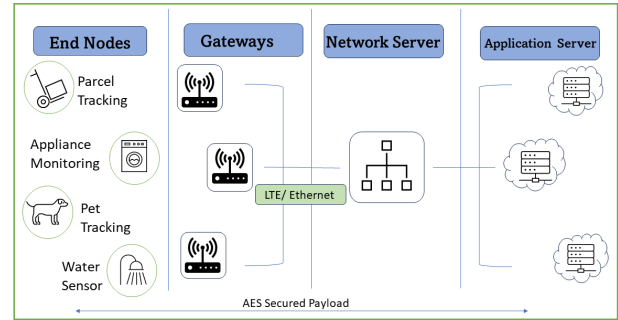 End Nodes
Gateways
Network Server
Application Server
Parcel
Tracking
Appliance
Monitoring
Pet
Tracking
Water
Sensor
LTE/ Ethernet
AES Secured Payload